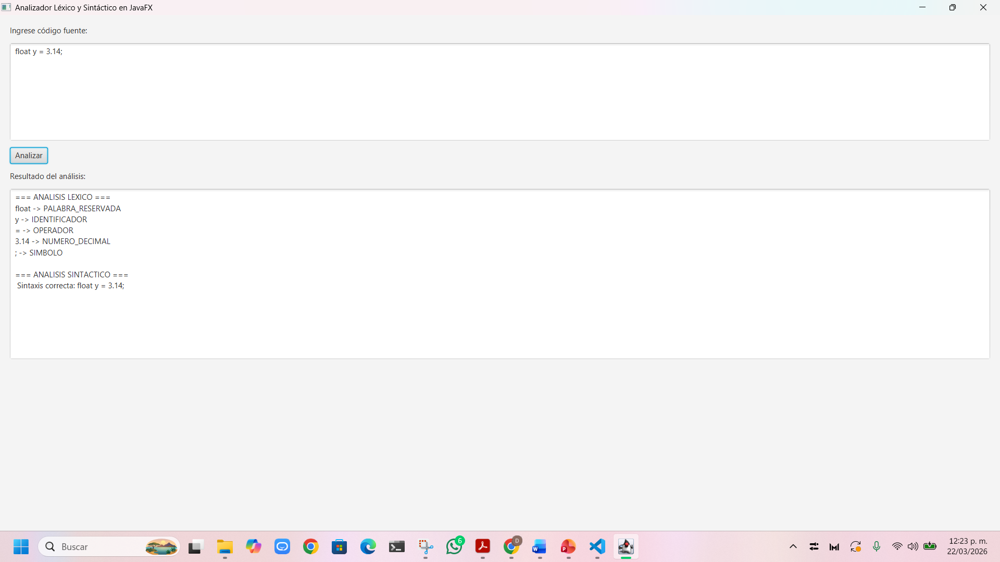 Analizador Léxico y Sintáctico en JavaFX
Ingrese código fuente:
float y = 3.14;
Analizar
Resultado del análisis:
=== ANALISIS LEXICO ===
float -> PALABRA_RESERVADA
y -> IDENTIFICADOR
= -> OPERADOR
3.14 -> NUMERO_DECIMAL
; -> SIMBOLO
=== ANALISIS SINTACTICO ===
Sintaxis correcta: float y = 3.14;
Buscar
6
D
W
P
12:23 p. m.
22/03/2026